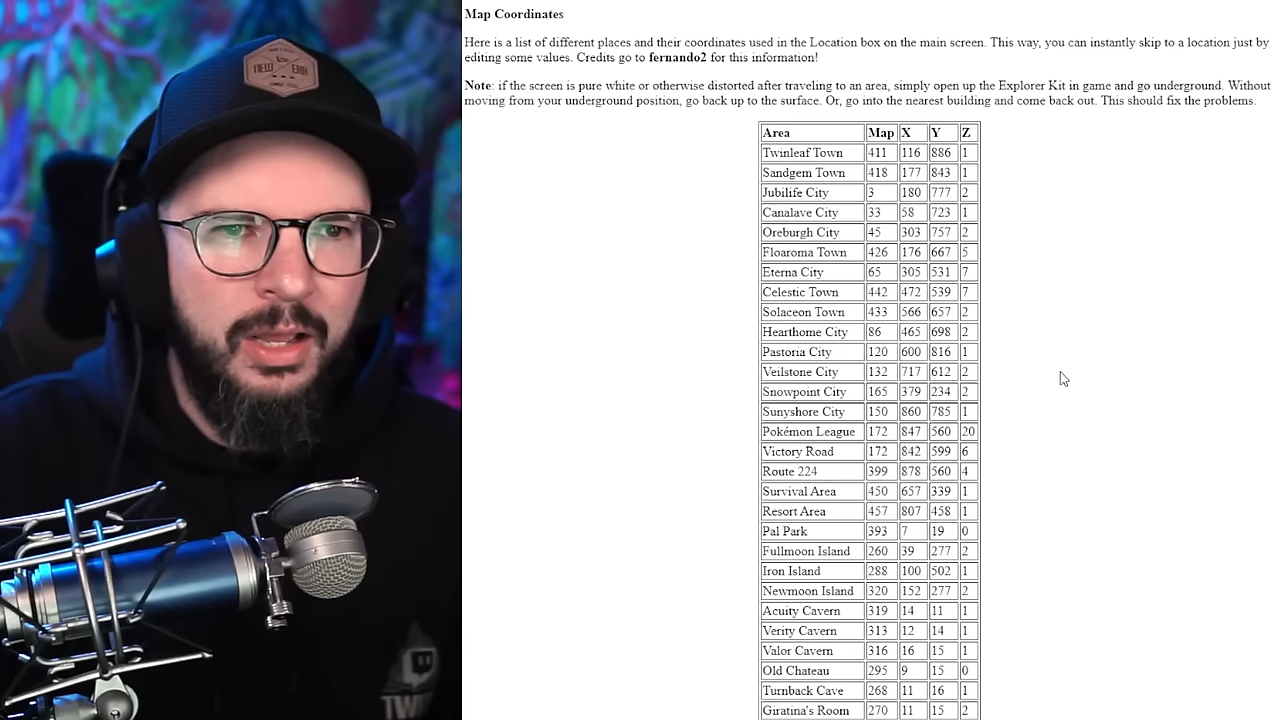 Map Coordinates
Here is a list of different places and their coordinates used in the Location box on the main screen. This way, you can instantly skip to a location just by
editing some values. Credits go to fernando2 for this information!
Note: if the screen is pure white or otherwise distorted after traveling to an area, simply open up the Explorer Kit in game and go underground. Without
moving from your underground position, go back up to the surface. Or, go into the nearest building and come back out. This should fix the problems.
Area Map X Y Z
Twinleaf Town 411 116 886 1
Sandgem Town 418 177 843 1
Jubilife City 3 180 777 2
Canalave City 33 58 723 1
Oreburgh City 45 303 757 2
Floaroma Town 426 176 667 5
Eterna City 65 305 531 7
Celestic Town 442 472 539 7
Solaceon Town 433 566 657 2
Hearthome City 86 465 698 2
Pastoria City 120 600 816 1
Veilstone City 132 717 612 2
Snowpoint City 165 379 234 2
Sunyshore City 150 860 785 1
Pokémon League 172 847 560 20
Victory Road 172 842 599 6
Route 224 399 878 560 4
Survival Area 450 657 339 1
Resort Area 457 807 458 1
Pal Park 393 7 19 0
Fullmoon Island 260 39 277 2
Iron Island 288 100 502 1
Newmoon Island 320 152 277 2
Acuity Cavern 319 14 11 1
Verity Cavern 313 12 14 1
Valor Cavern 316 16 15 1
Old Chateau 295 9 15 0
Turnback Cave 268 11 16 1
Giratina's Room 270 11 15 2
NEW ERA
TW